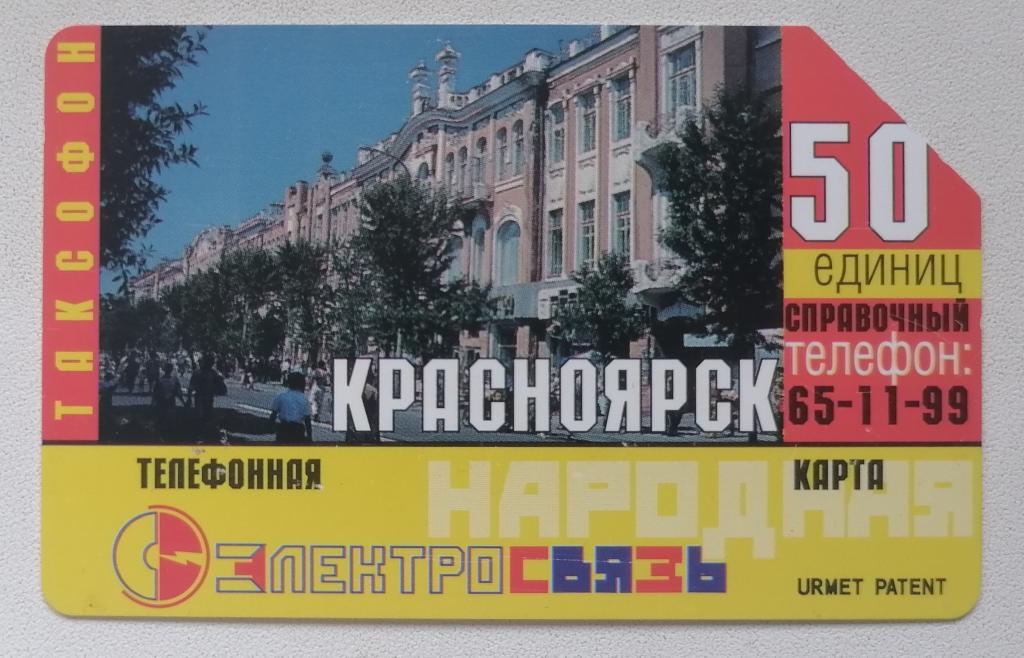 ТАКСОФОН
50
единиц
СПРАВОЧНЫЙ
телефон:
65-11-99
КРАСНОЯРСК
ТЕЛЕФОННАЯ
НАРОДНАЯ
КАРТА
ЭЛЕКТРОСВЯЗЬ
URMET PATENT